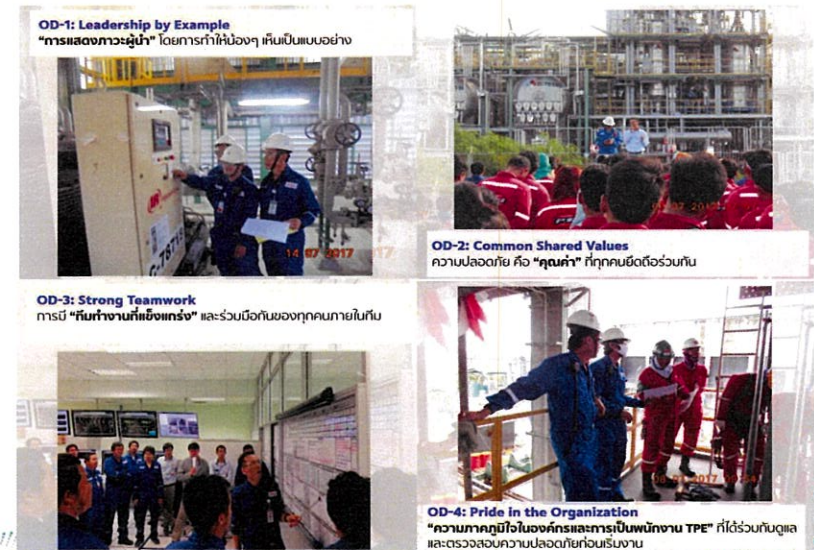 OD-1: Leadership by Example
“การแสดงภาวะผู้นำ” โดยการทำให้น้องๆ เห็นเป็นแบบอย่าง
14 07 2017
OD-2: Common Shared Values
ความปลอดภัย คือ “คุณค่า” ที่ทุกคนยึดถือร่วมกัน
OD-3: Strong Teamwork
การมี “ทีมทำงานที่แข็งแกร่ง” และร่วมมือกันของทุกคนภายในทีม
OD-4: Pride in the Organization
“ความภาคภูมิใจในองค์กรและการเป็นพนักงาน TPE” ที่ได้ร่วมกันดูแล
และตรวจสอบความปลอดภัยก่อนเริ่มงาน